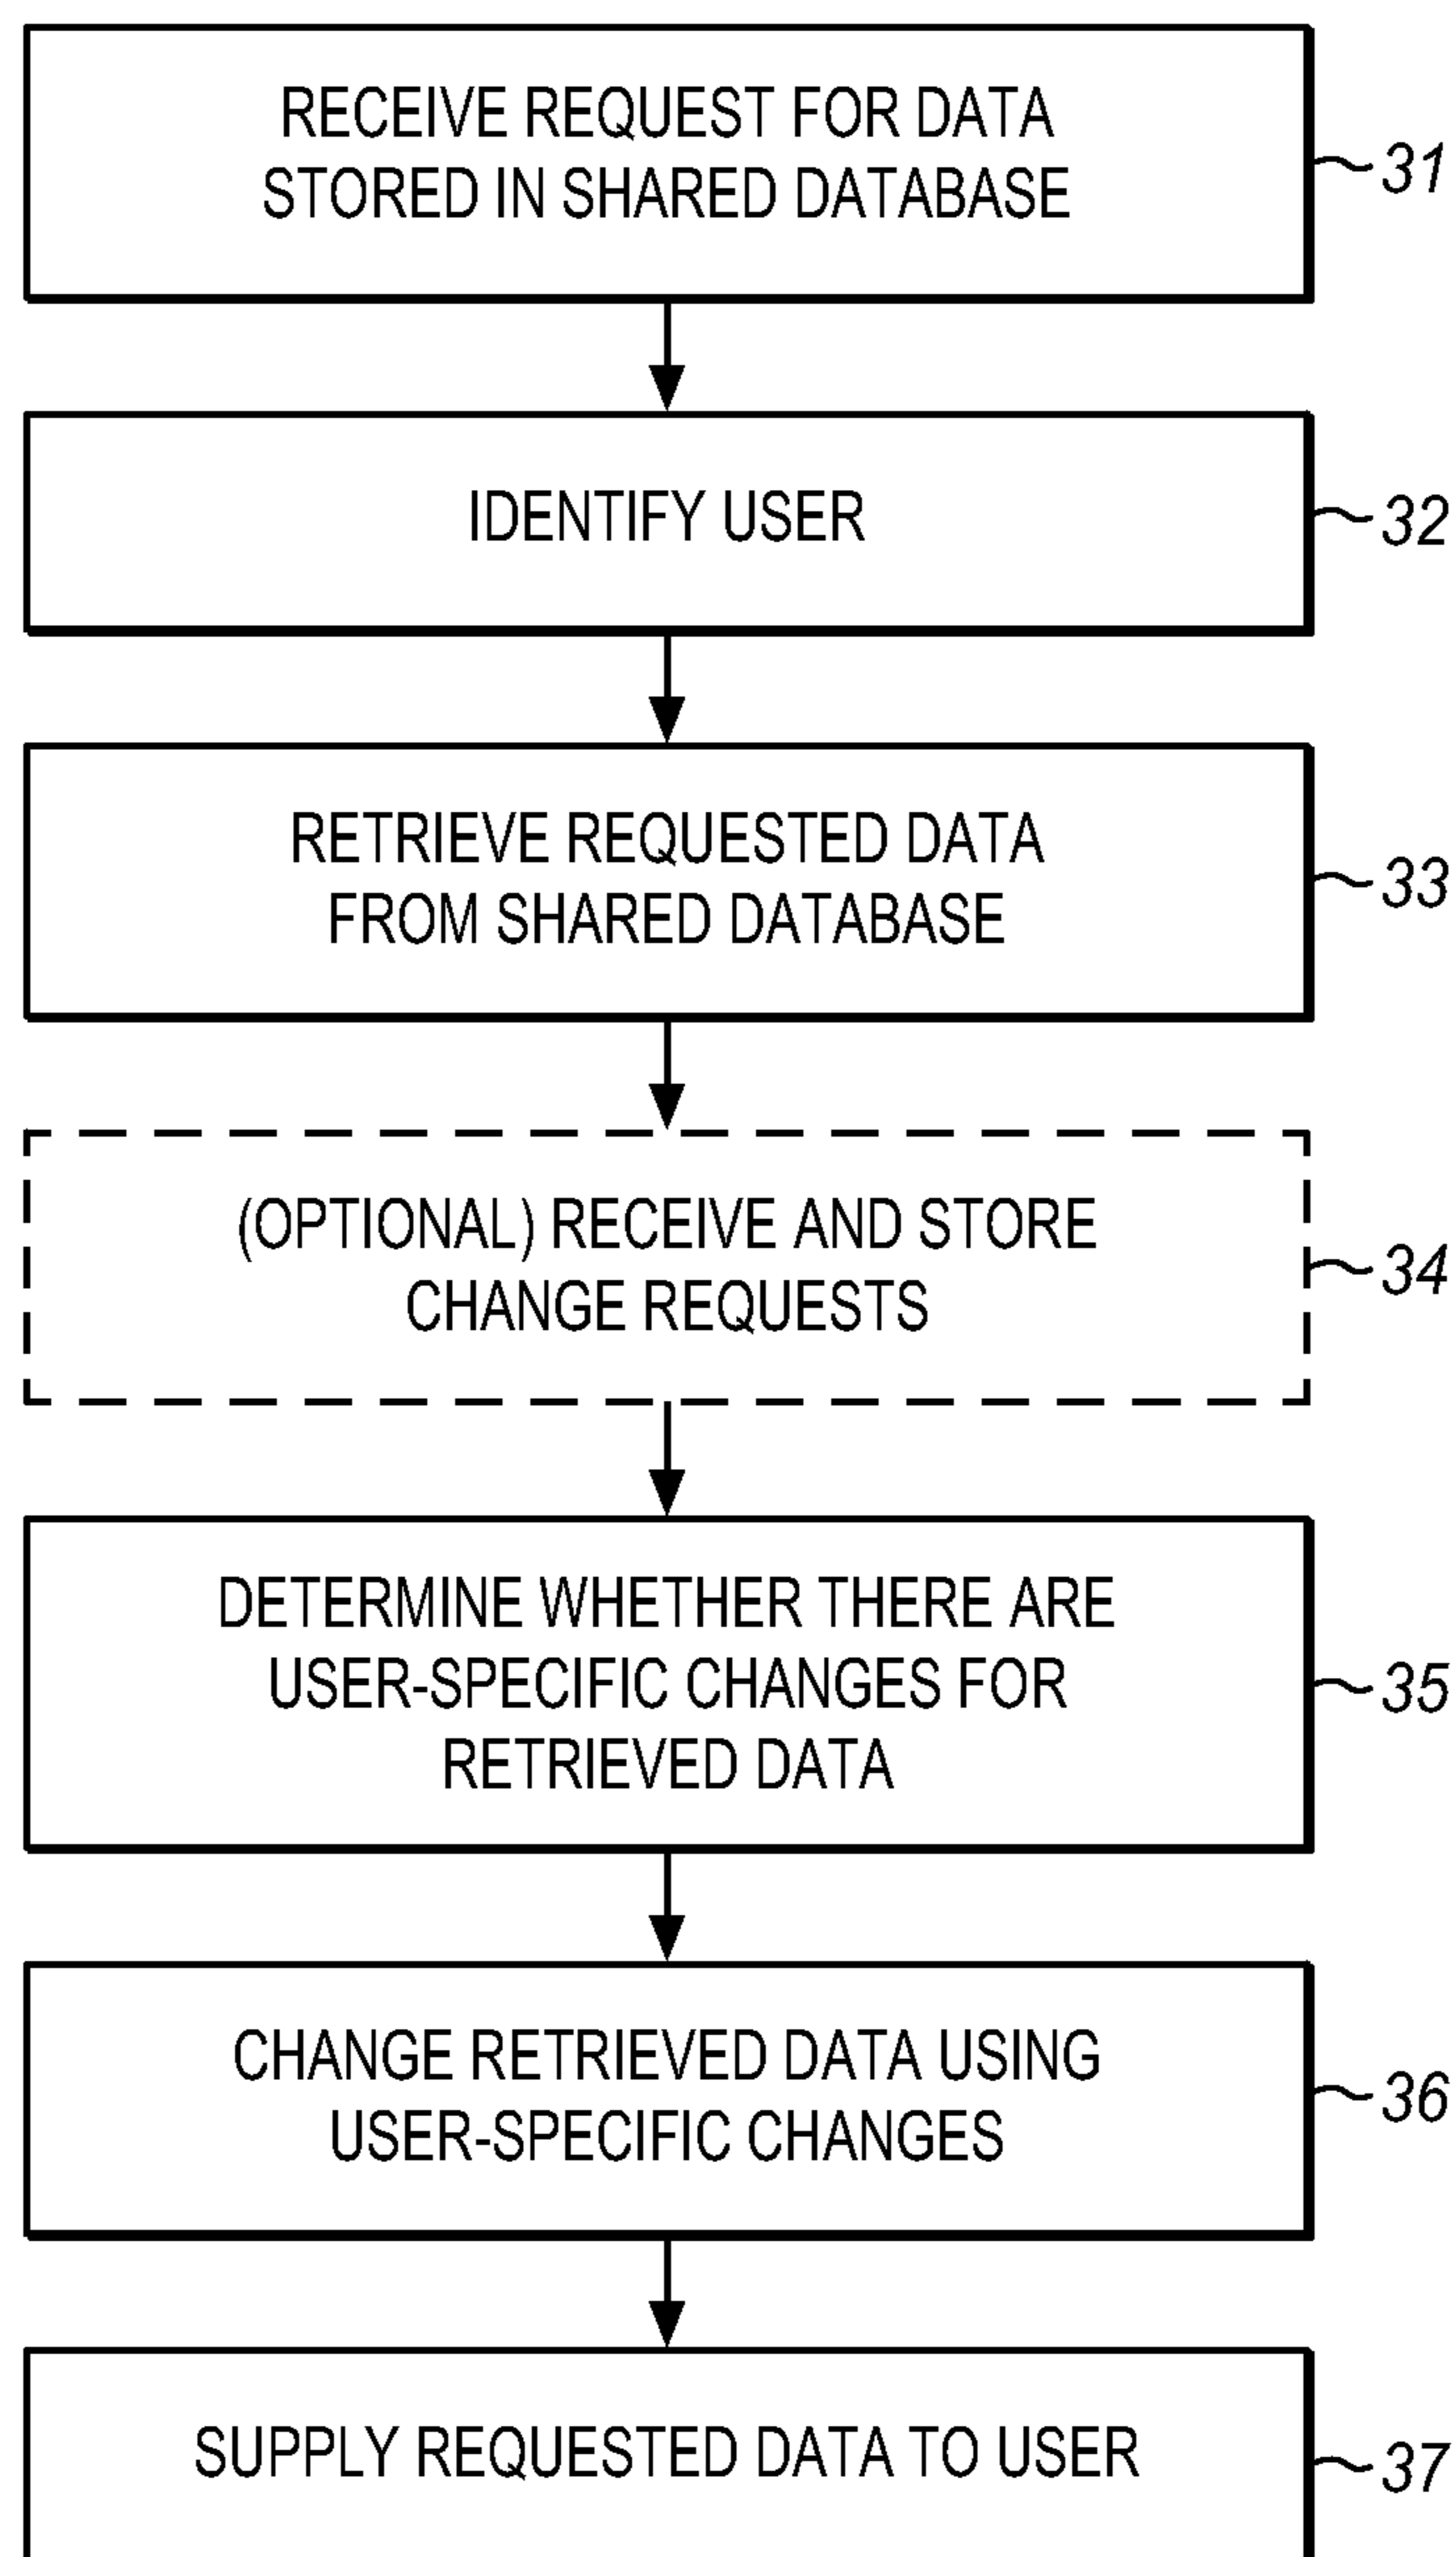 RECEIVE REQUEST FOR DATA
STORED IN SHARED DATABASE
31
IDENTIFY USER
32
RETRIEVE REQUESTED DATA
FROM SHARED DATABASE
33
(OPTIONAL) RECEIVE AND STORE
CHANGE REQUESTS
34
DETERMINE WHETHER THERE ARE
USER-SPECIFIC CHANGES FOR
RETRIEVED DATA
35
CHANGE RETRIEVED DATA USING
USER-SPECIFIC CHANGES
36
SUPPLY REQUESTED DATA TO USER
37